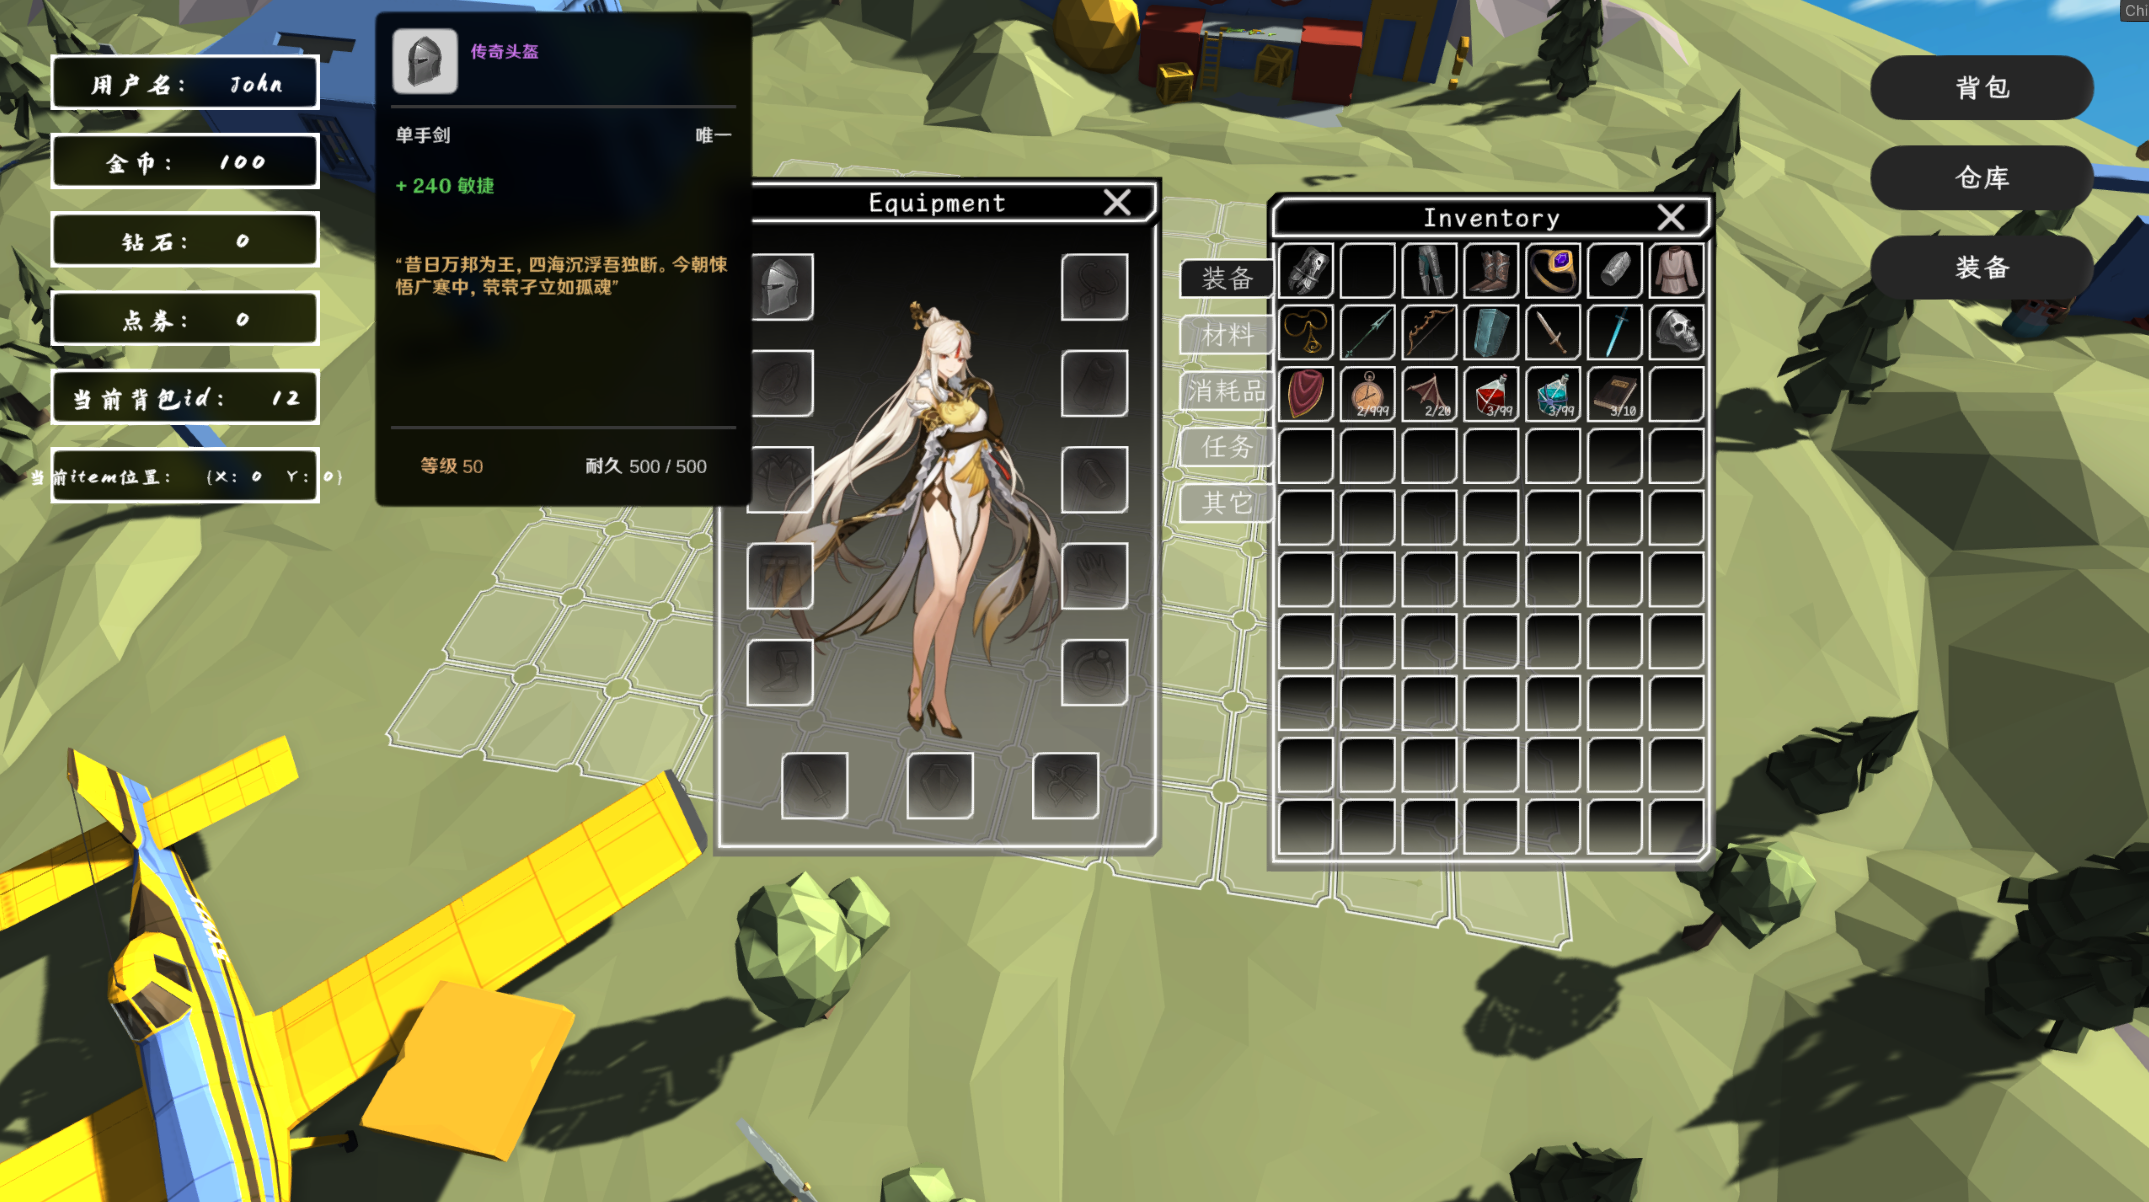 用户名： John
金币： 100
钻石： 0
点券： 0
当前背包id： 12
当前item位置： {X: 0 Y: 0}
传奇头盔
单手剑 唯一
+ 240 敏捷
“昔日万邦为王, 四海沉浮吾独断。今朝悚
悟广寒中, 茕茕孑立如孤魂”
等级 50 耐久 500 / 500
Equipment
Inventory
装备
材料
消耗品
任务
其它
2/999
2/20
3/99
3/99
3/10
背包
仓库
装备
Chi